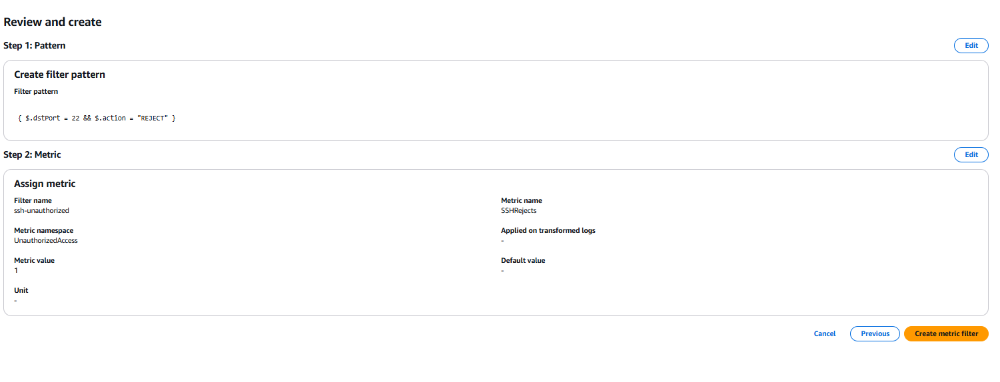 Review and create
Step 1: Pattern
Edit
Create filter pattern
Filter pattern
{ $.dstPort = 22 && $.action = "REJECT" }
Step 2: Metric
Edit
Assign metric
Filter name
ssh-unauthorized
Metric name
SSHRejects
Metric namespace
UnauthorizedAccess
Applied on transformed logs
-
Metric value
1
Default value
-
Unit
-
Cancel
Previous
Create metric filter